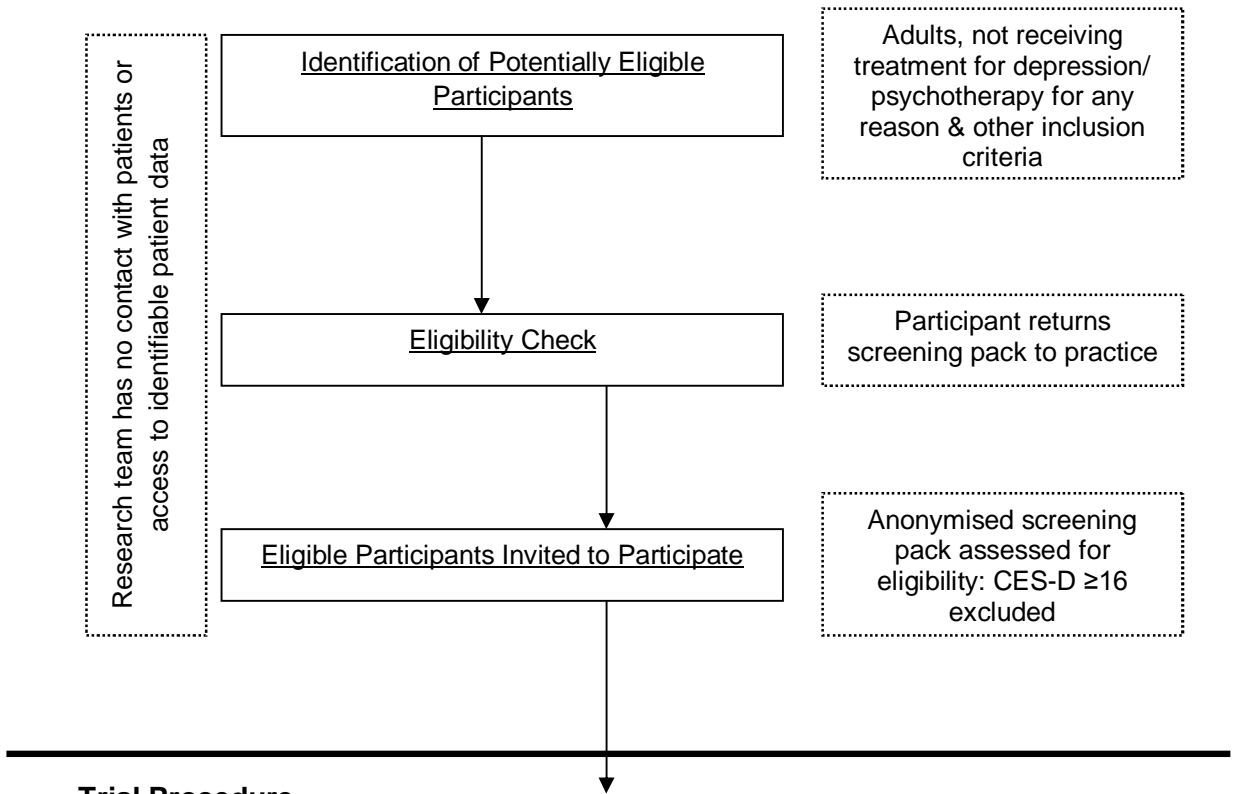 Research team has no contact with patients or
access to identifiable patient data
Identification of Potentially Eligible
Participants
Adults, not receiving
treatment for depression/
psychotherapy for any
reason & other inclusion
criteria
Eligibility Check
Participant returns
screening pack to practice
Eligible Participants Invited to Participate
Anonymised screening
pack assessed for
eligibility: CES-D ≥16
excluded
Trial Procedure